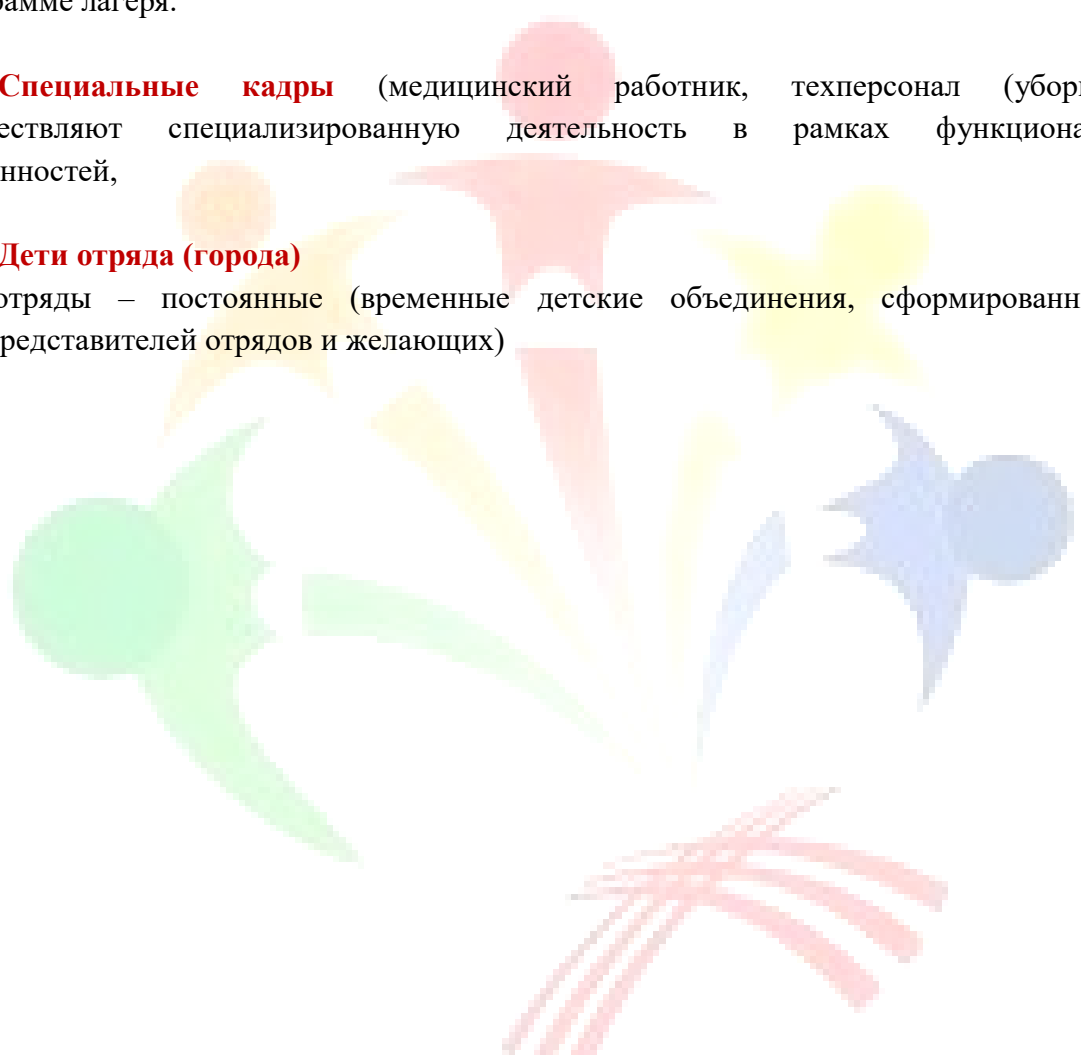 рамме лагеря.
Специальные кадры (медицинский работник, техперсонал (убор
ествляют специализированную деятельность в рамках функциона
нностей,
Дети отряда (города)
отряды – постоянные (временные детские объединения, сформированн
редставителей отрядов и желающих)